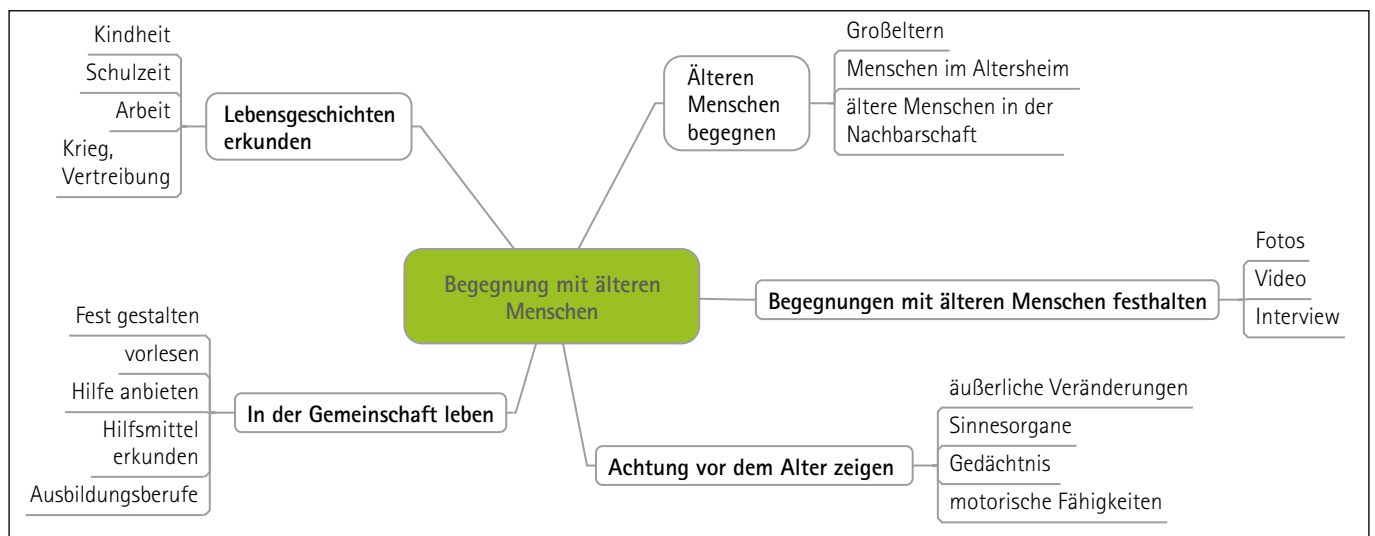 Kindheit
Schulzeit
Arbeit
Krieg,
Vertreibung
Lebensgeschichten
erkunden
Älteren
Menschen
begegnen
Großeltern
Menschen im Altersheim
ältere Menschen in der
Nachbarschaft
Begegnung mit älteren
Menschen
Begegnungen mit älteren Menschen festhalten
Fotos
Video
Interview
Fest gestalten
vorlesen
Hilfe anbieten
Hilfsmittel
erkunden
Ausbildungsberufe
In der Gemeinschaft leben
Achtung vor dem Alter zeigen
äußerliche Veränderungen
Sinnesorgane
Gedächtnis
motorische Fähigkeiten